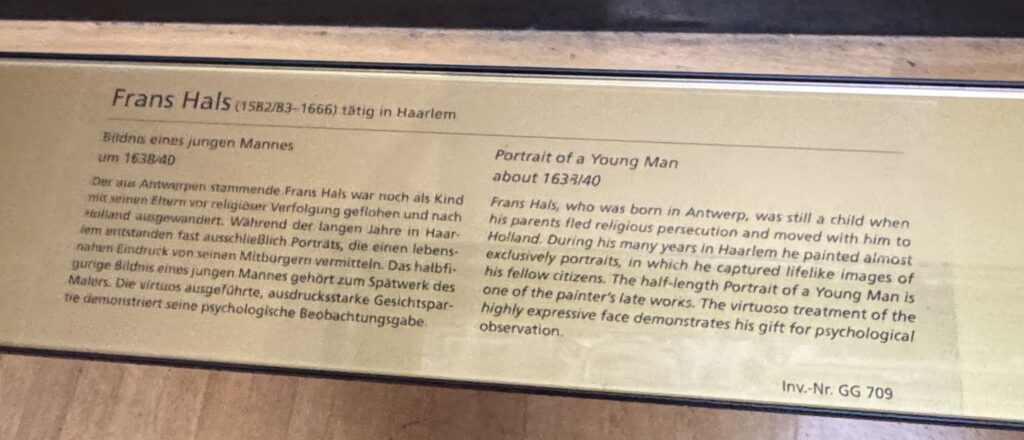 Frans Hals (1582/83–1666) tätig in Haarlem
Bildnis eines jungen Mannes
um 1638/40
Der aus Antwerpen stammende Frans Hals war noch als Kind
mit seinen Eltern vor religiöser Verfolgung geflohen und nach
Holland ausgewandert. Während der langen Jahre in Haar-
lem entstanden fast ausschließlich Porträts, die einen lebens-
nahen Eindruck von seinen Mitbürgern vermitteln. Das halbfi-
gurige Bildnis eines jungen Mannes gehört zum Spätwerk des
Malers. Die virtuos ausgeführte, ausdrucksstarke Gesichtspar-
tie demonstriert seine psychologische Beobachtungsgabe.
Portrait of a Young Man
about 1638/40
Frans Hals, who was born in Antwerp, was still a child when
his parents fled religious persecution and moved with him to
Holland. During his many years in Haarlem he painted almost
exclusively portraits, in which he captured lifelike images of
his fellow citizens. The half-length Portrait of a Young Man is
one of the painter's late works. The virtuoso treatment of the
highly expressive face demonstrates his gift for psychological
observation.
Inv.-Nr. GG 709